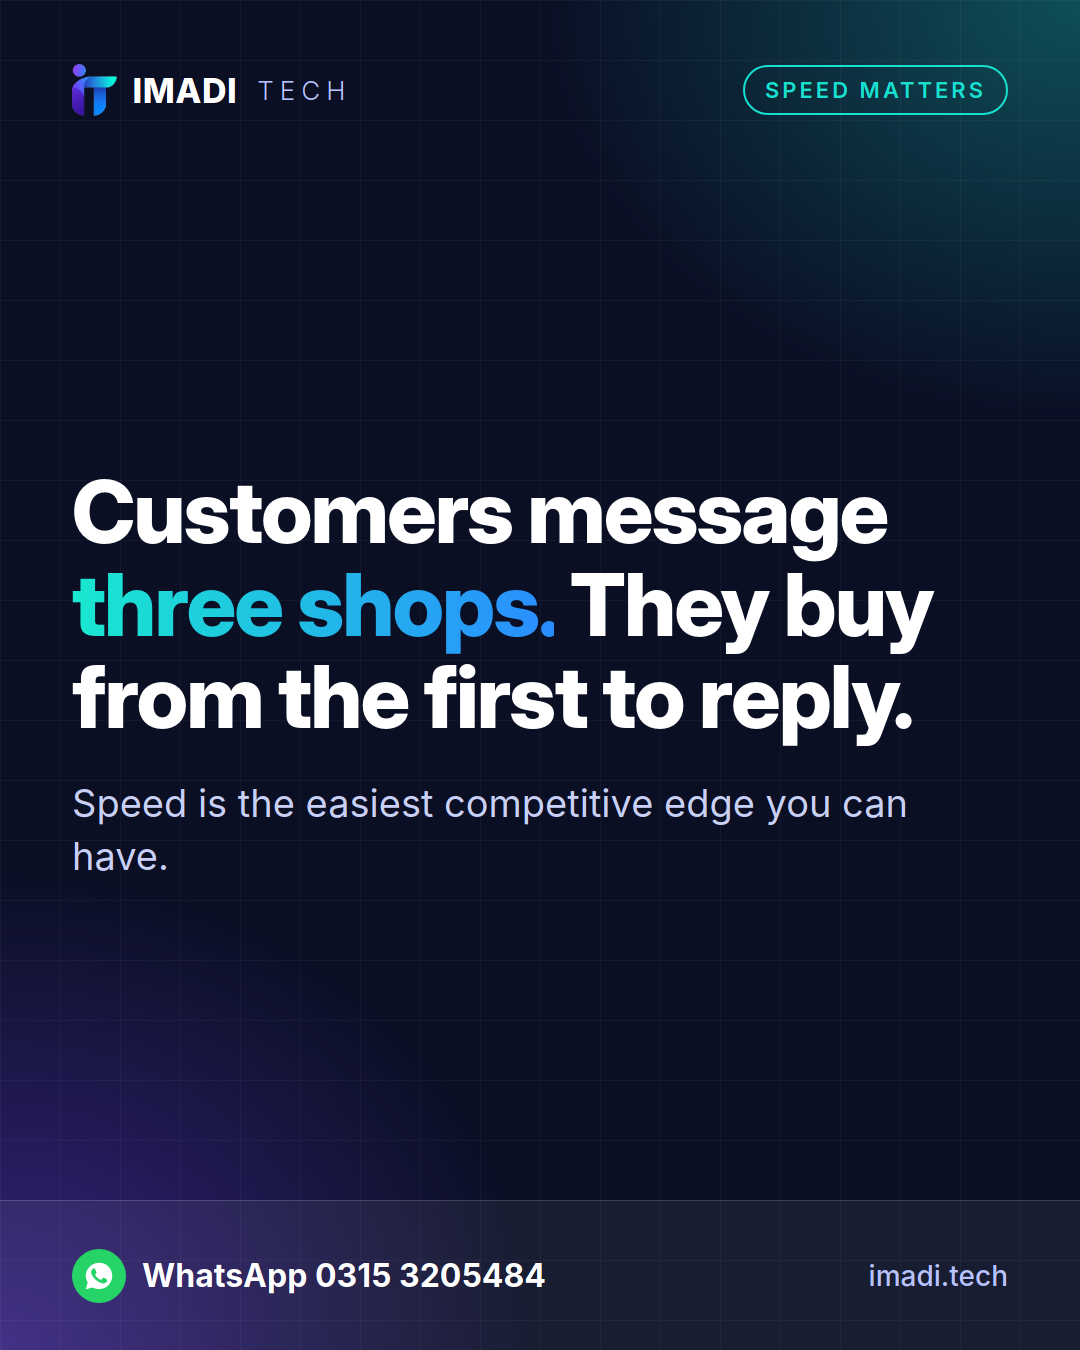 IMADI TECH
SPEED MATTERS
Customers message
three shops. They buy
from the first to reply.
Speed is the easiest competitive edge you can
have.
WhatsApp 0315 3205484
imadi.tech